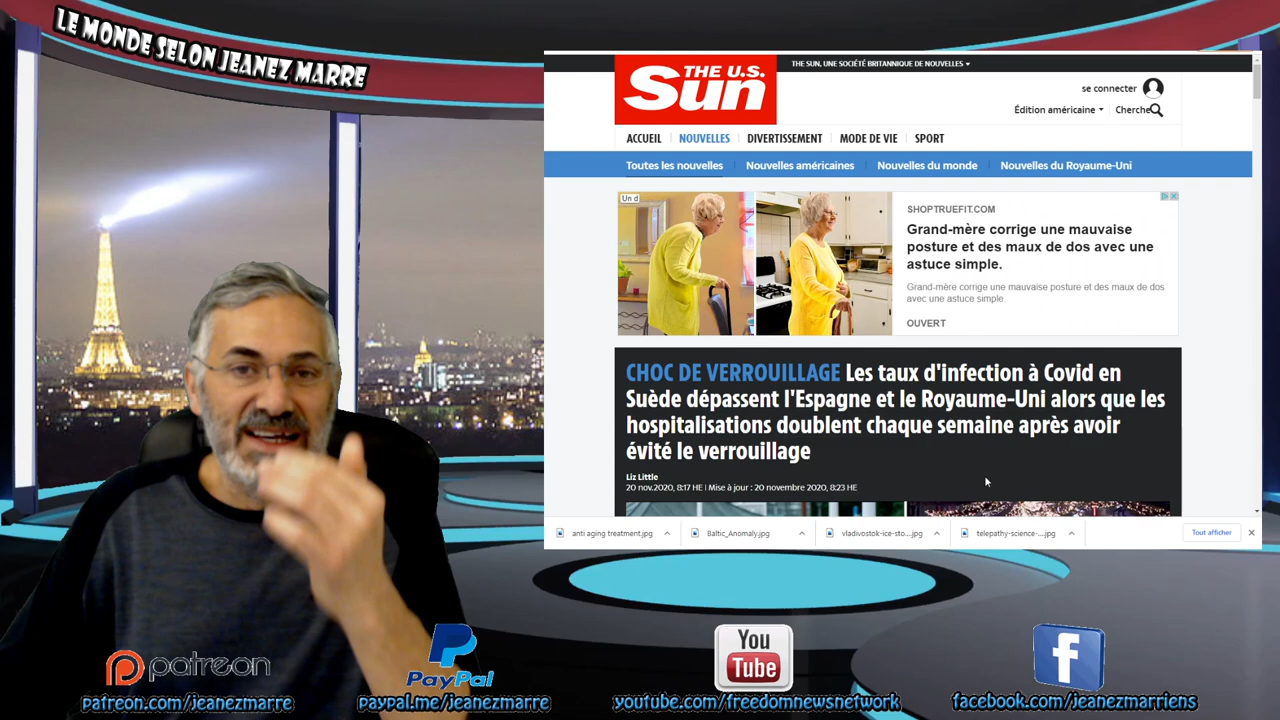 LE MONDE SELON JEANEZ MARRE
THE U.S.
Sun
THE SUN, UNE SOCIÉTÉ BRITANNIQUE DE NOUVELLES
se connecter
Édition américaine
Cherche
ACCUEIL NOUVELLES DIVERTISSEMENT MODE DE VIE SPORT
Toutes les nouvelles Nouvelles américaines Nouvelles du monde Nouvelles du Royaume-Uni
Un d
SHOPTRUEFIT.COM
Grand-mère corrige une mauvaise
posture et des maux de dos avec une
astuce simple.
Grand-mère corrige une mauvaise posture et des maux de dos
avec une astuce simple.
OUVERT
CHOC DE VERROUILLAGE Les taux d'infection à Covid en
Suède dépassent l'Espagne et le Royaume-Uni alors que les
hospitalisations doublent chaque semaine après avoir
évité le verrouillage
Liz Little
20 nov.2020, 8:17 HE | Mise à jour : 20 novembre 2020, 8:23 HE
anti aging treatment.jpg Baltic_Anomaly.jpg vladivostok-ice-sto....jpg telepathy-science-....jpg Tout afficher
patreon
patreon.com/jeanezmarre
PayPal
paypal.me/jeanezmarre
You
Tube
youtube.com/freedomnewsnetwork
f
facebook.com/jeanezmarriens